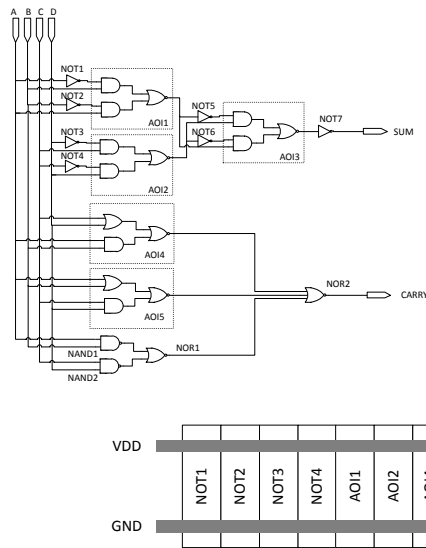 A B C D
NOT1
NOT2
AOI1
NOT3
NOT4
AOI2
NOT5
NOT6
AOI3
NOT7
SUM
AOI4
AOI5
NAND1
NAND2
NOR1
NOR2
CARRY
VDD
NOT1 NOT2 NOT3 NOT4 AOI1 AOI2
GND